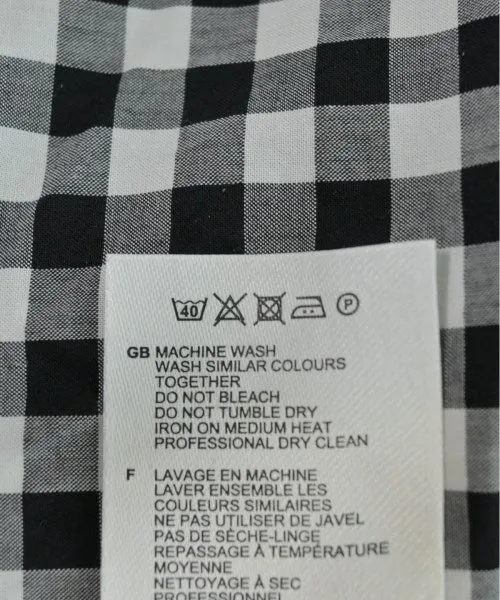 40 P
GB MACHINE WASH
WASH SIMILAR COLOURS
TOGETHER
DO NOT BLEACH
DO NOT TUMBLE DRY
IRON ON MEDIUM HEAT
PROFESSIONAL DRY CLEAN
F LAVAGE EN MACHINE
LAVER ENSEMBLE LES
COULEURS SIMILAIRES
NE PAS UTILISER DE JAVEL
PAS DE SÈCHE-LINGE
REPASSAGE À TEMPÉRATURE
MOYENNE
NETTOYAGE À SEC
PROFESSIONNEL